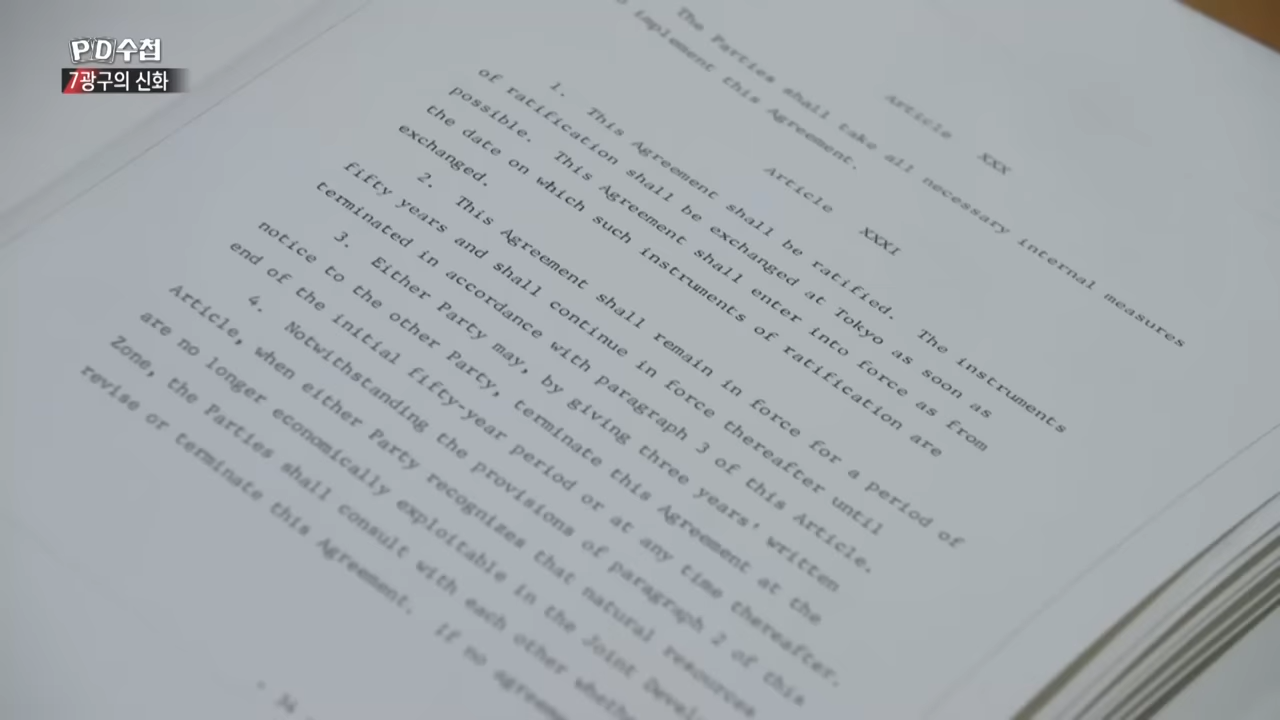 PD수첩
7광구의 신화
The Parties shall take all necessary internal measures
implement this Agreement.
Article XXX
Article XXXI
1. This Agreement shall be ratified. The instruments
of ratification shall be exchanged at Tokyo as soon as
possible. This Agreement shall enter into force as from
the date on which such instruments of ratification are
exchanged.
2. This Agreement shall remain in force for a period of
fifty years and shall continue in force thereafter until
terminated in accordance with paragraph 3 of this Article.
3. Either Party may, by giving three years' written
notice to the other Party, terminate this Agreement at the
end of the initial fifty-year period or at any time thereafter.
4. Notwithstanding the provisions of paragraph 2 of this
Article, when either Party recognizes that natural resources
are no longer economically exploitable in the Joint
Zone, the Parties shall consult with each other
revise or terminate this Agreement. If no
34